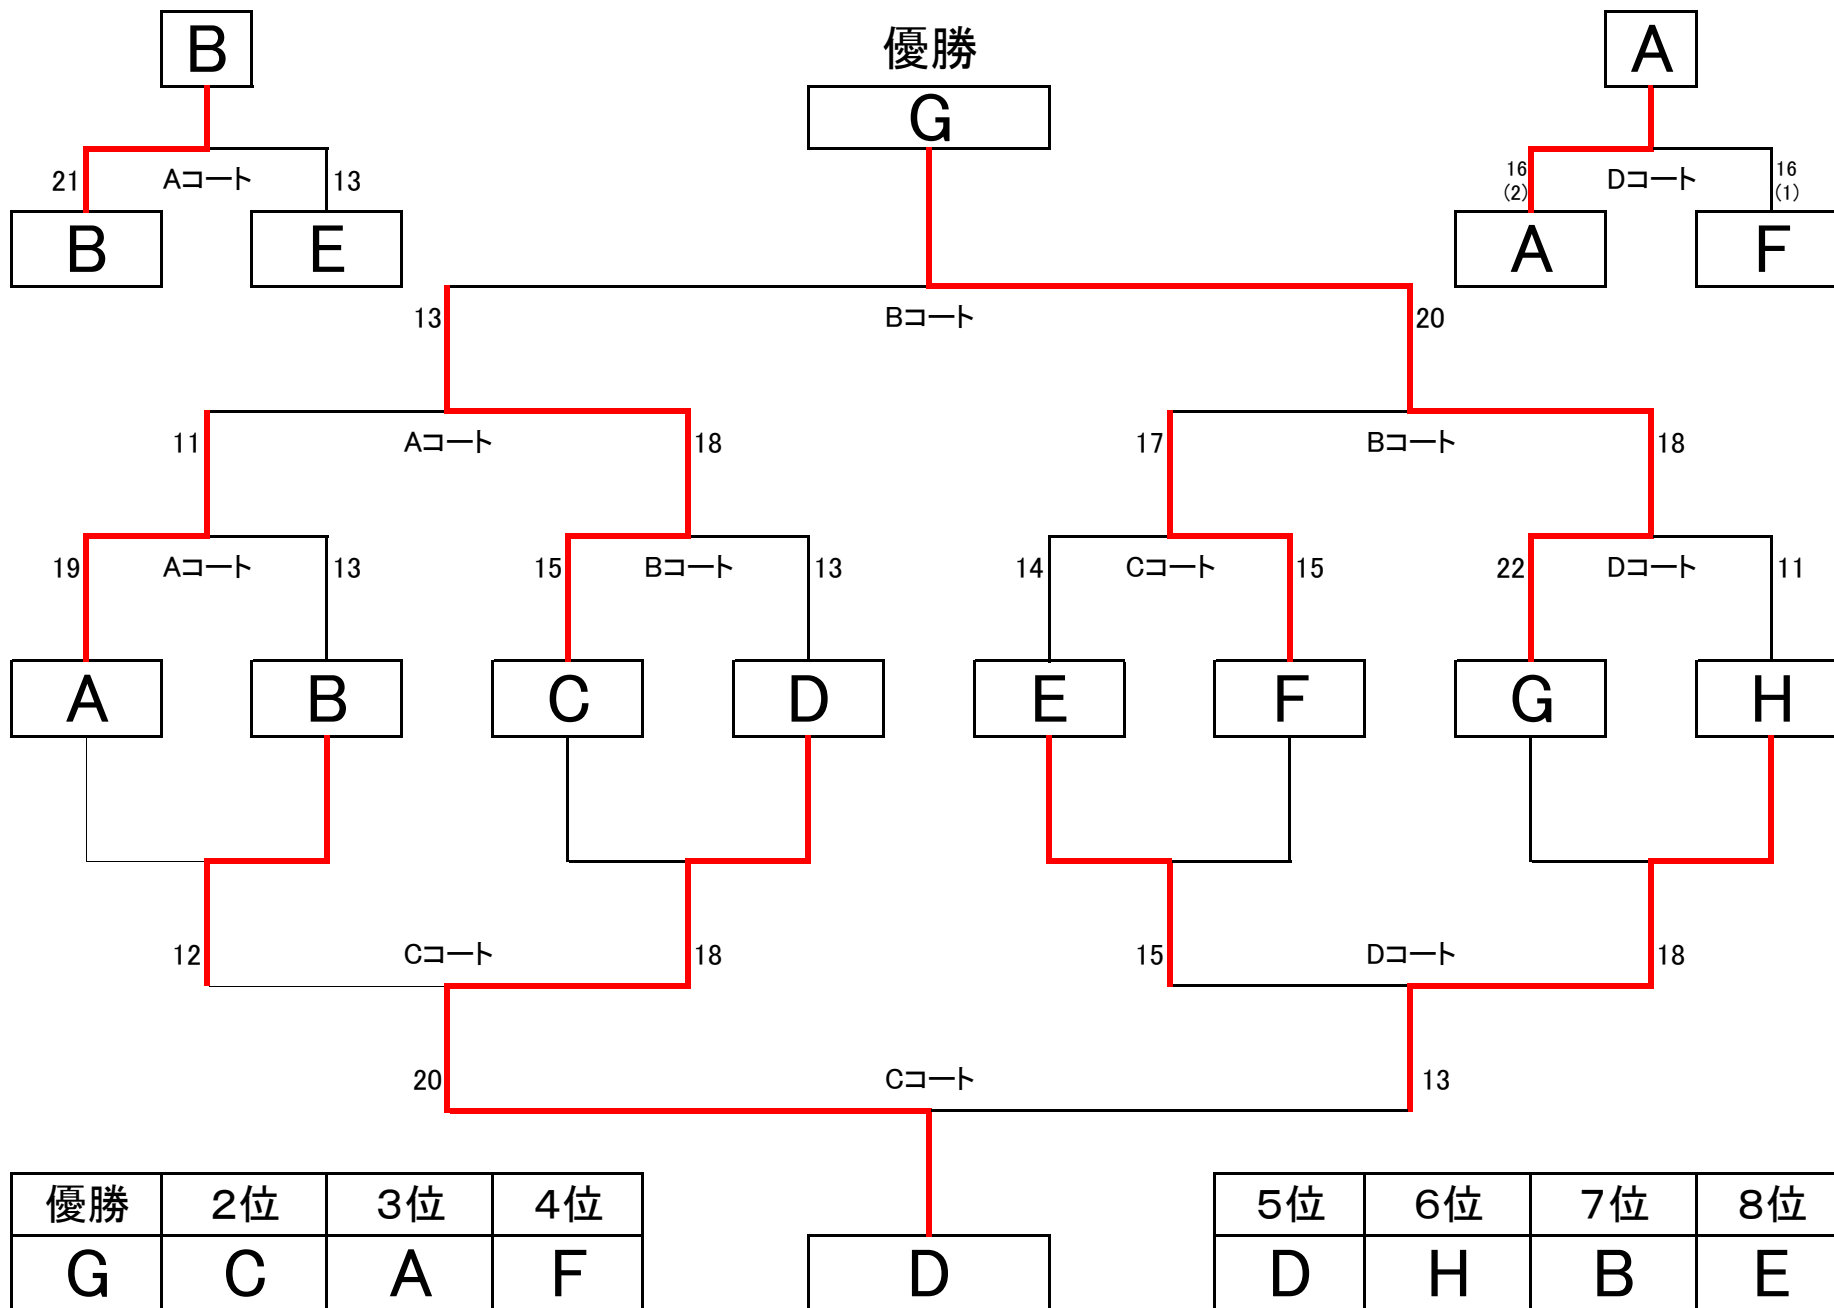 B
優勝
A
G
21 Aコート 13
16 (2) Dコート 16 (1)
B E
A F
13 Bコート 20
11 Aコート 18
17 Bコート 18
19 Aコート 13
15 Bコート 13
14 Cコート 15
22 Dコート 11
A B C D E F G H
12 Cコート 18
15 Dコート 18
20 Cコート 13
優勝 2位 3位 4位
G C A F
D
5位 6位 7位 8位
D H B E